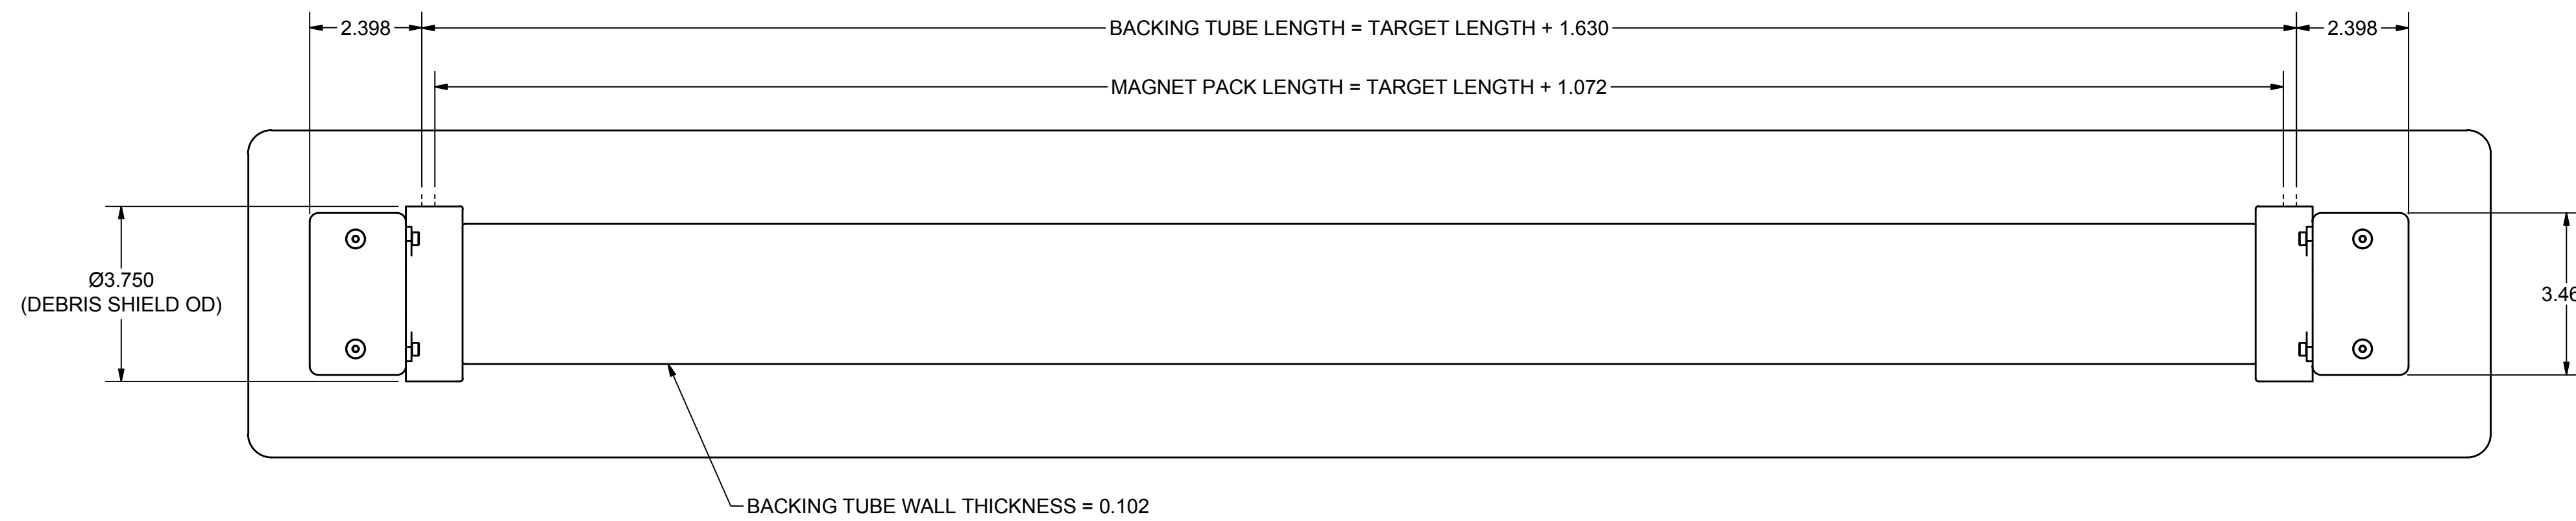 2.398
BACKING TUBE LENGTH = TARGET LENGTH + 1.630
2.398
MAGNET PACK LENGTH = TARGET LENGTH + 1.072
Ø3.750
(DEBRIS SHIELD OD)
BACKING TUBE WALL THICKNESS = 0.102